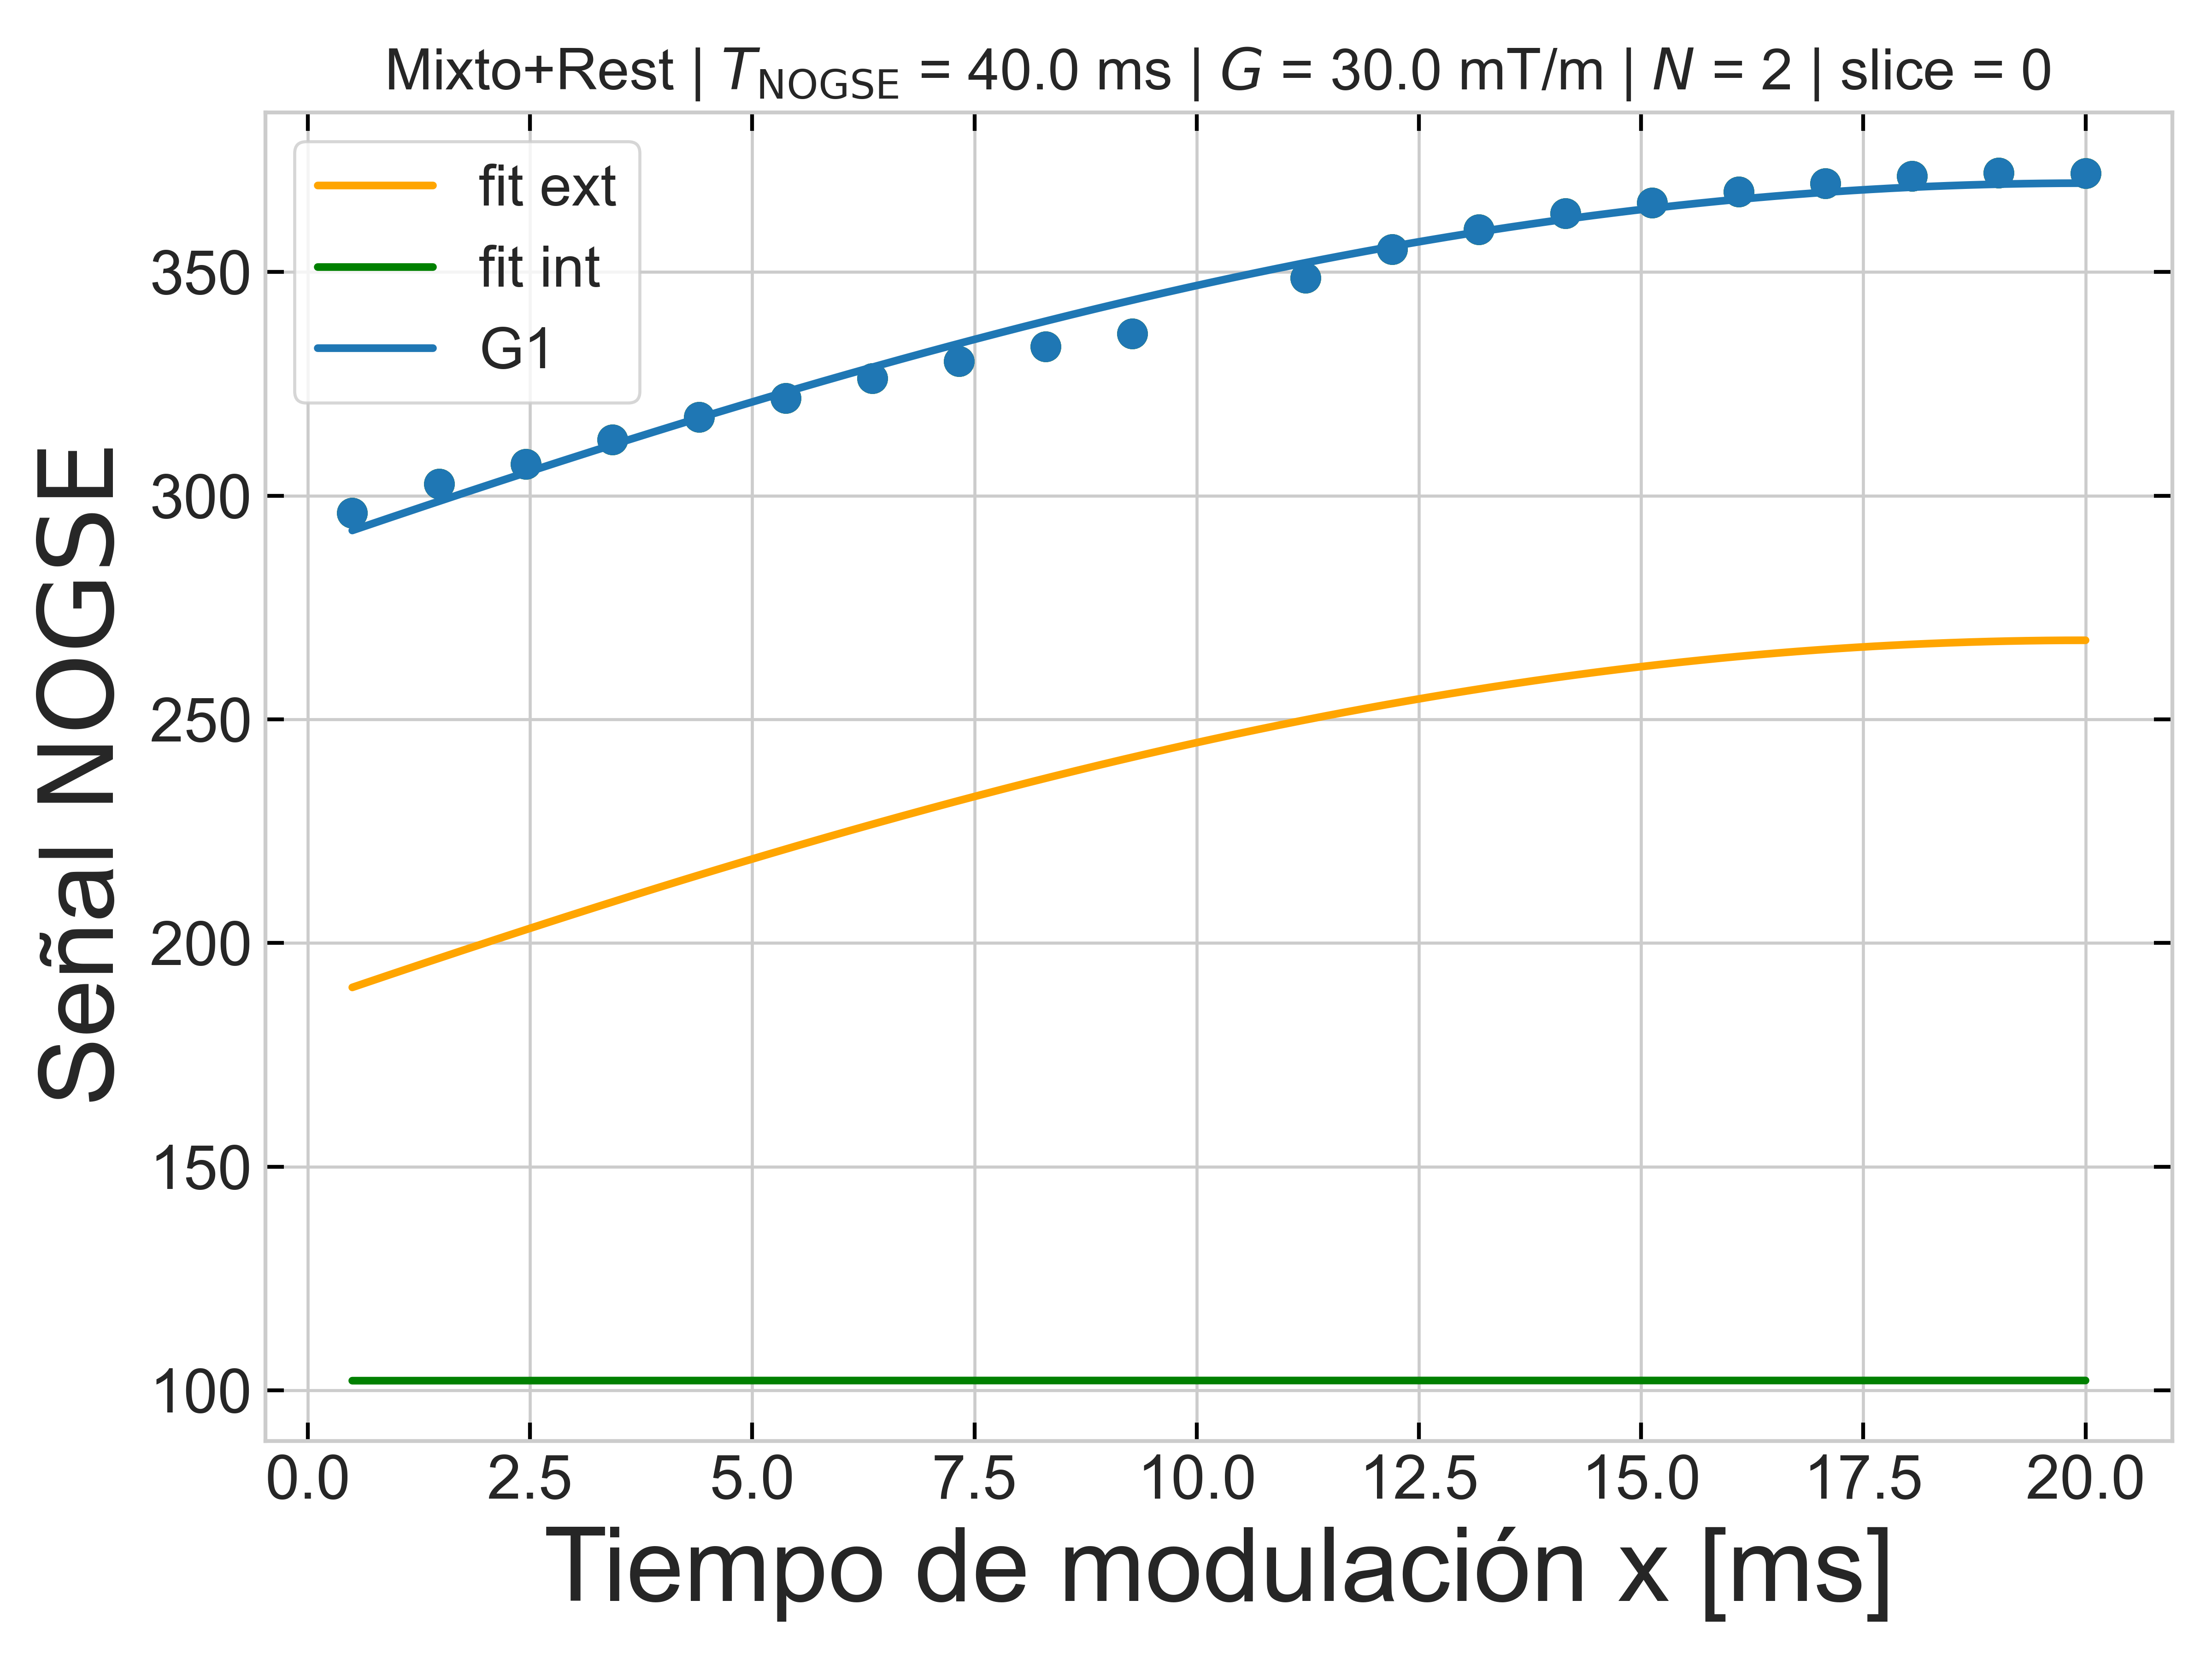 Mixto+Rest | T_NOGSE = 40.0 ms | G = 30.0 mT/m | N = 2 | slice = 0
fit ext
fit int
G1
350
300
250
200
150
100
Señal NOGSE
0.0 2.5 5.0 7.5 10.0 12.5 15.0 17.5 20.0
Tiempo de modulación x [ms]